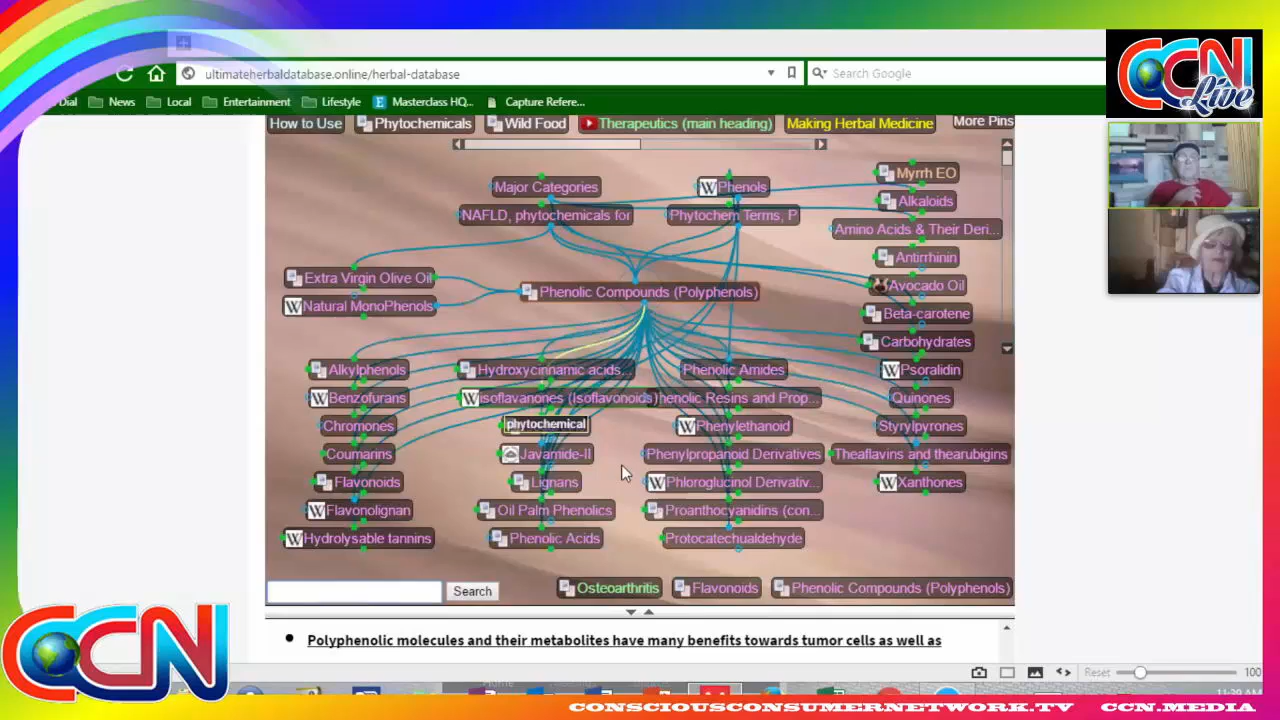 CCN
Live
ultimateherbaldatabase.online/herbal-database
Search Google
Dial News Local Entertainment Lifestyle Masterclass HQ... Capture Refere...
How to Use Phytochemicals Wild Food Therapeutics (main heading) Making Herbal Medicine More Pins
Major Categories Phenols Myrrh EO
NAFLD, phytochemicals for Phytochem Terms, P Alkaloids
Amino Acids & Their Deri...
Antirrhinin
Extra Virgin Olive Oil Phenolic Compounds (Polyphenols) Avocado Oil
Natural MonoPhenols Beta-carotene
Carbohydrates
Alkylphenols Hydroxycinnamic acids... Phenolic Amides Psoralidin
Benzofurans isoflavanones (Isoflavonoids) henolic Resins and Prop... Quinones
Chromones phytochemical Phenylethanoid Styrylpyrones
Coumarins Javamide-II Phenylpropanoid Derivatives Theaflavins and thearubigins
Flavonoids Lignans Phloroglucinol Derivativ... Xanthones
Flavonolignan Oil Palm Phenolics Proanthocyanidins (con...
Hydrolysable tannins Phenolic Acids Protocatechualdehyde
Search Osteoarthritis Flavonoids Phenolic Compounds (Polyphenols)
• Polyphenolic molecules and their metabolites have many benefits towards tumor cells as well as
CCN
Reset 100
CONSCIOUSCONSUMERNETWORK.TV CCN.MEDIA